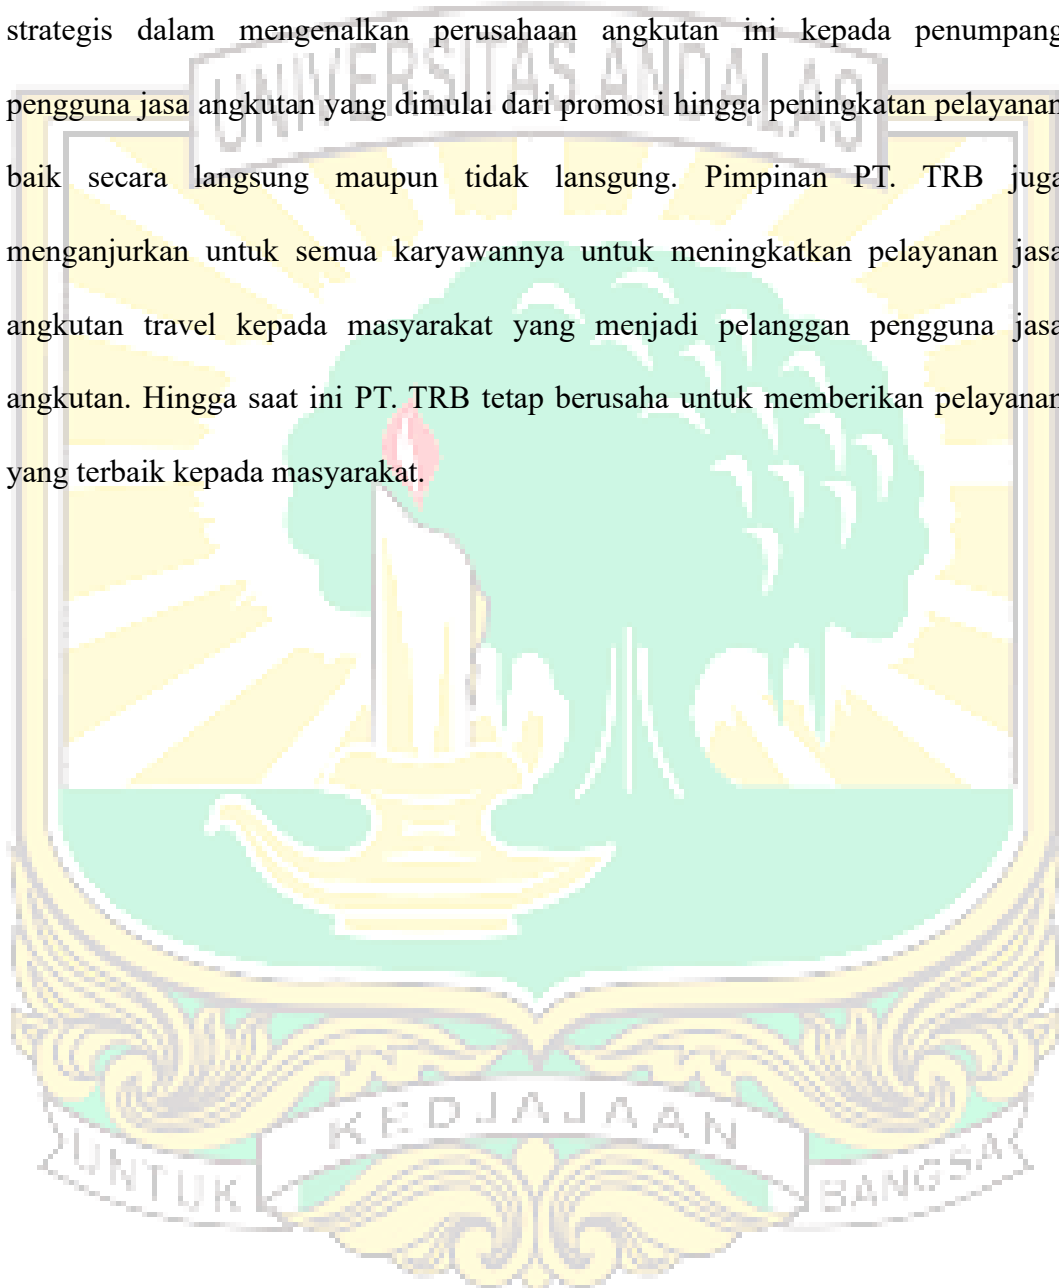 strategis dalam mengenalkan perusahaan angkutan ini kepada penumpang
UNIVERSITAS ANDALAS
pengguna jasa angkutan yang dimulai dari promosi hingga peningkatan pelayanan
baik secara langsung maupun tidak lansgung. Pimpinan PT. TRB juga
menganjurkan untuk semua karyawannya untuk meningkatkan pelayanan jasa
angkutan travel kepada masyarakat yang menjadi pelanggan pengguna jasa
angkutan. Hingga saat ini PT. TRB tetap berusaha untuk memberikan pelayanan
yang terbaik kepada masyarakat.
KEDJAJAAN
UNTUK BANGSA